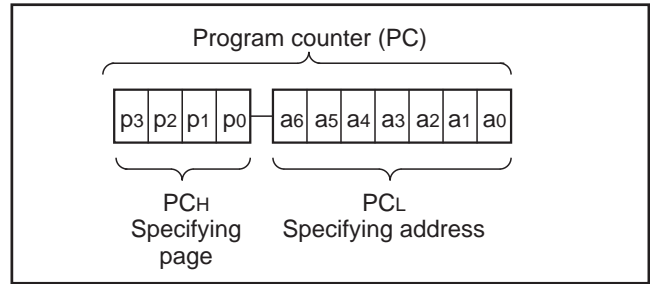 Program counter (PC)
p3 p2 p1 p0 a6 a5 a4 a3 a2 a1 a0
PCH PCL
Specifying Specifying address
page